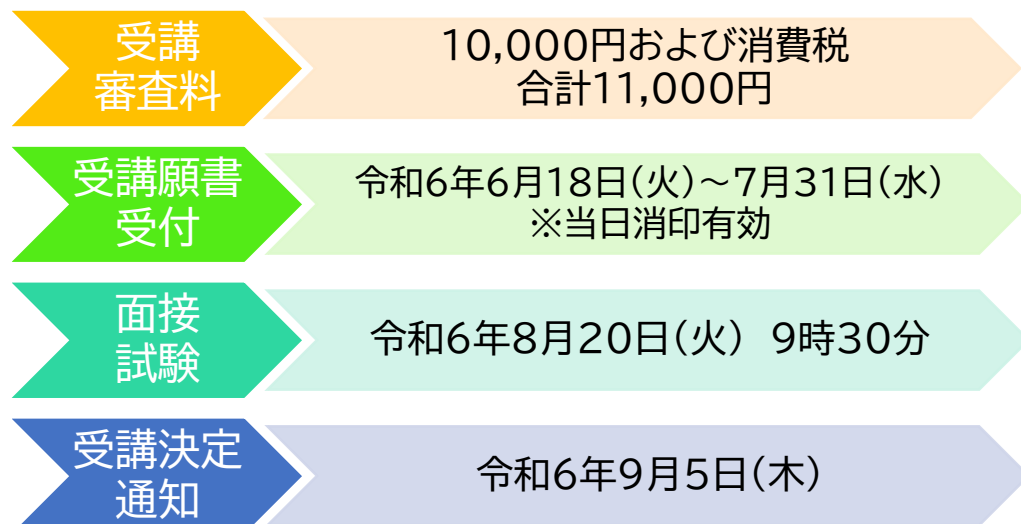 受講
審査料
10,000円および消費税
合計11,000円
受講願書
受付
令和6年6月18日(火)～7月31日(水)
※当日消印有効
面接
試験
令和6年8月20日(火) 9時30分
受講決定
通知
令和6年9月5日(木)